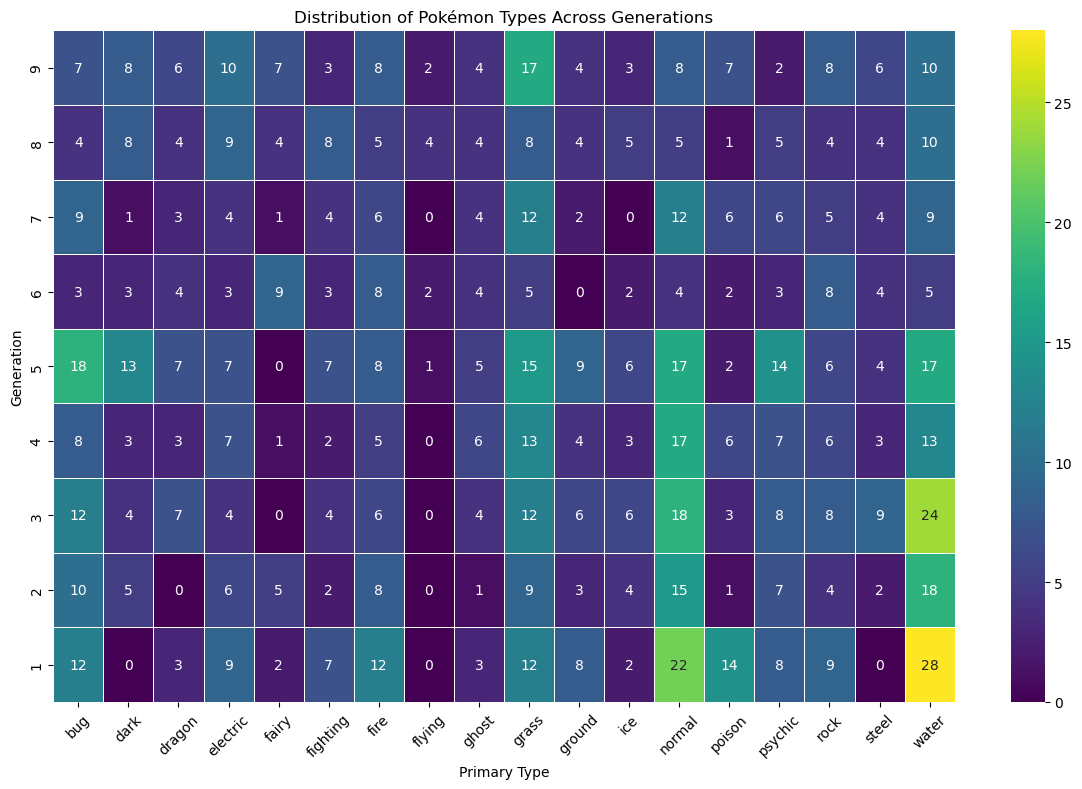 Distribution of Pokémon Types Across Generations
9 7 8 6 10 7 3 8 2 4 17 4 3 8 7 2 8 6 10
8 4 8 4 9 4 8 5 4 4 8 4 5 5 1 5 4 4 10
7 9 1 3 4 1 4 6 0 4 12 2 0 12 6 6 5 4 9
6 3 3 4 3 9 3 8 2 4 5 0 2 4 2 3 8 4 5
5 18 13 7 7 0 7 8 1 5 15 9 6 17 2 14 6 4 17
4 8 3 3 7 1 2 5 0 6 13 4 3 17 6 7 6 3 13
3 12 4 7 4 0 4 6 0 4 12 6 6 18 3 8 8 9 24
2 10 5 0 6 5 2 8 0 1 9 3 4 15 1 7 4 2 18
1 12 0 3 9 2 7 12 0 3 12 8 2 22 14 8 9 0 28
Generation
bug dark dragon electric fairy fighting fire flying ghost grass ground ice normal poison psychic rock steel water
Primary Type
25
20
15
10
5
0